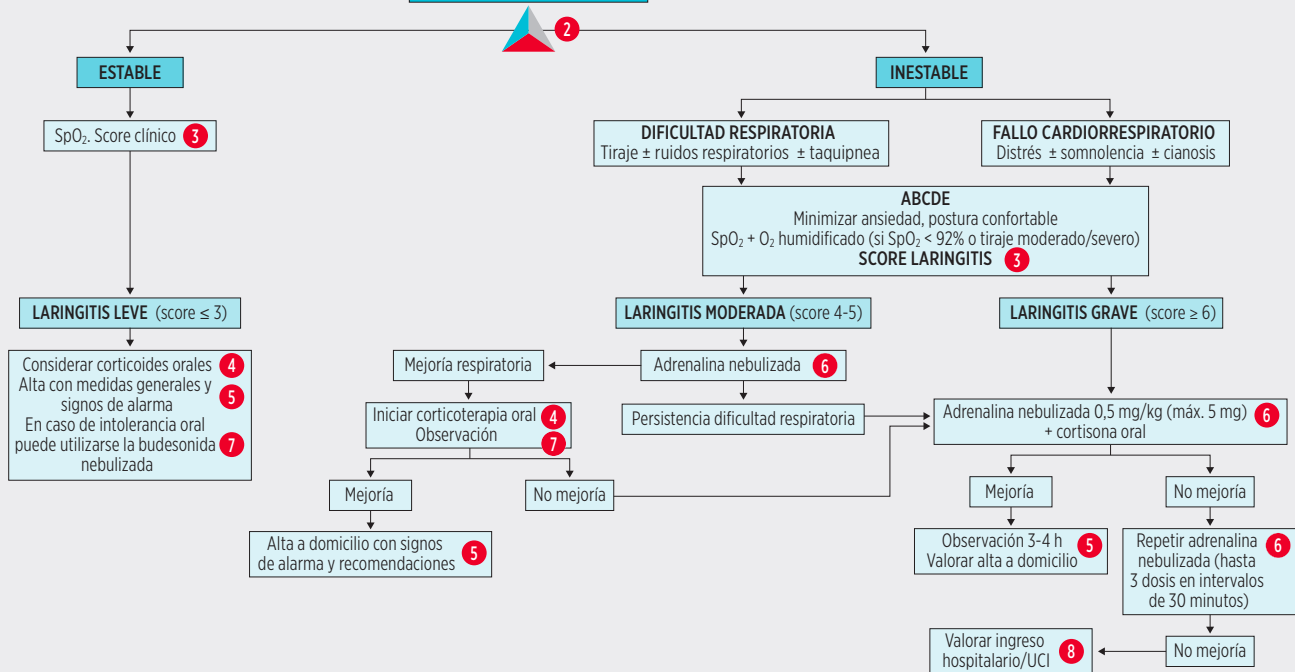 2
ESTABLE
INESTABLE
SpO₂. Score clínico 3
DIFICULTAD RESPIRATORIA
Tiraje ± ruidos respiratorios ± taquipnea
FALLO CARDIORRESPIRATORIO
Distrés ± somnolencia ± cianosis
ABCDE
Minimizar ansiedad, postura confortable
SpO₂ + O₂ humidificado (si SpO₂ < 92% o tiraje moderado/severo)
SCORE LARINGITIS 3
LARINGITIS LEVE (score ≤ 3)
LARINGITIS MODERADA (score 4-5)
LARINGITIS GRAVE (score ≥ 6)
Considerar corticoides orales 4
Alta con medidas generales y
signos de alarma 5
En caso de intolerancia oral
puede utilizarse la budesonida 7
nebulizada
Mejoría respiratoria
Adrenalina nebulizada 6
Iniciar corticoterapia oral 4
Observación 7
Persistencia dificultad respiratoria
Adrenalina nebulizada 0,5 mg/kg (máx. 5 mg) 6
+ cortisona oral
Mejoría
No mejoría
Mejoría
No mejoría
Alta a domicilio con signos
de alarma y recomendaciones 5
Observación 3-4 h 5
Valorar alta a domicilio
Repetir adrenalina 6
nebulizada (hasta
3 dosis en intervalos
de 30 minutos)
Valorar ingreso
hospitalario/UCI 8
No mejoría